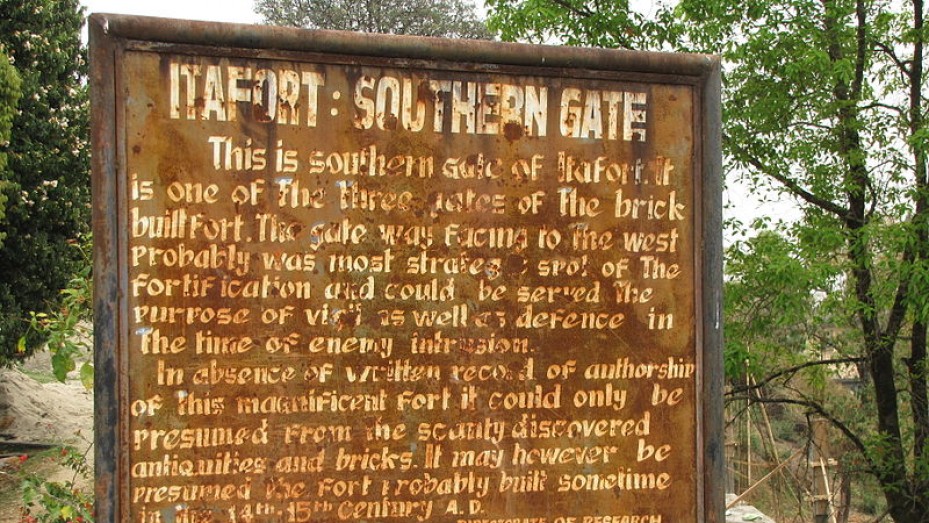 ITAFORT : SOUTHERN GATE
This is southern Gate of Itafort. It
is one of The Three gates of The brick
built Fort. The gate way Facing to The west
Probably was most strateg spot of The
Fortification and could be served The
purpose of vigil as well as defence in
the time of enemy intrusion.
In absence of written record of authorship
of This magnificent Fort it could only be
presumed From the scanty discovered
antiquities and bricks. It may however be
presumed The Fort Probably built sometime
in the 14th-15th Century A.D.
DIRECTORATE OF RESEARCH